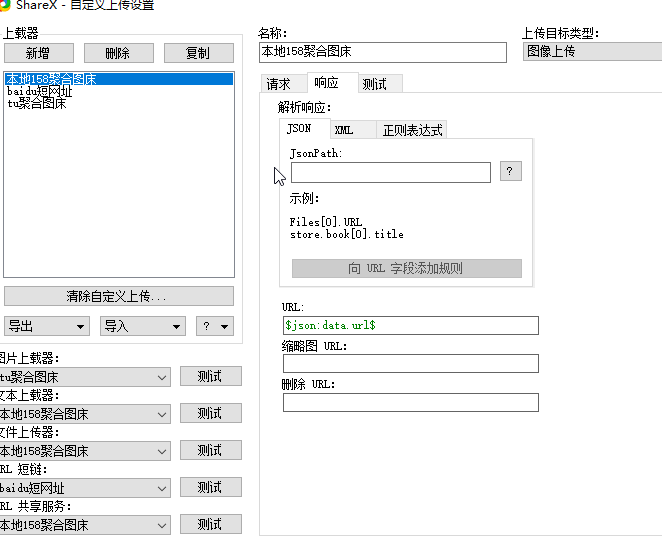 ShareX - 自定义上传设置
上载器
新增
删除
复制
本地158聚合图床
baidu短网址
tu聚合图床
清除自定义上传...
导出
导入
?
图片上载器:
tu聚合图床
测试
文本上载器:
本地158聚合图床
测试
文件上传器:
本地158聚合图床
测试
URL 短链:
baidu短网址
测试
URL 共享服务:
本地158聚合图床
测试
名称:
本地158聚合图床
上传目标类型:
图像上传
请求
响应
测试
解析响应:
JSON
XML
正则表达式
JsonPath:
?
示例:
Files[0].URL
store.book[0].title
向 URL 字段添加规则
URL:
$json:data.url$
缩略图 URL:
删除 URL: